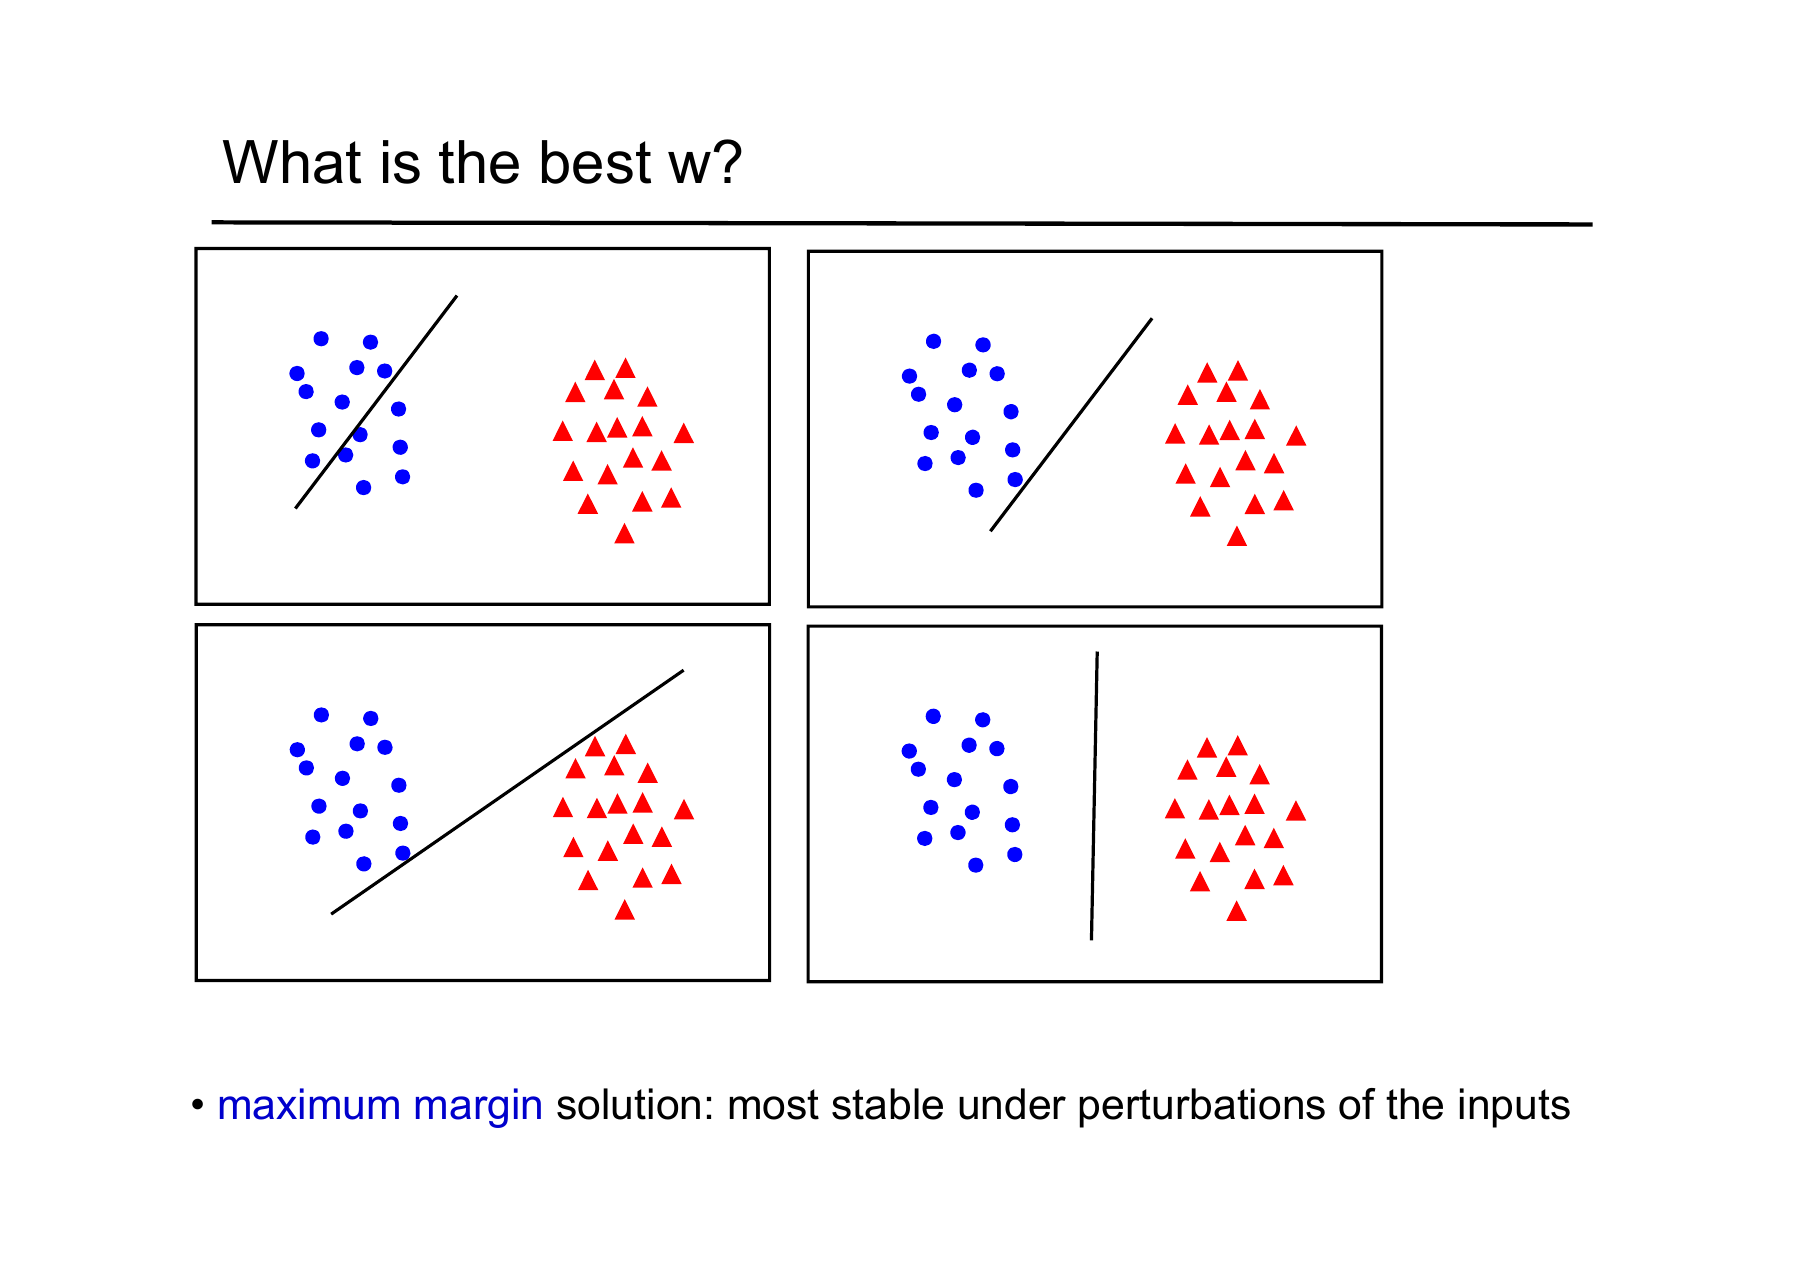 What is the best w?
• maximum margin solution: most stable under perturbations of the inputs